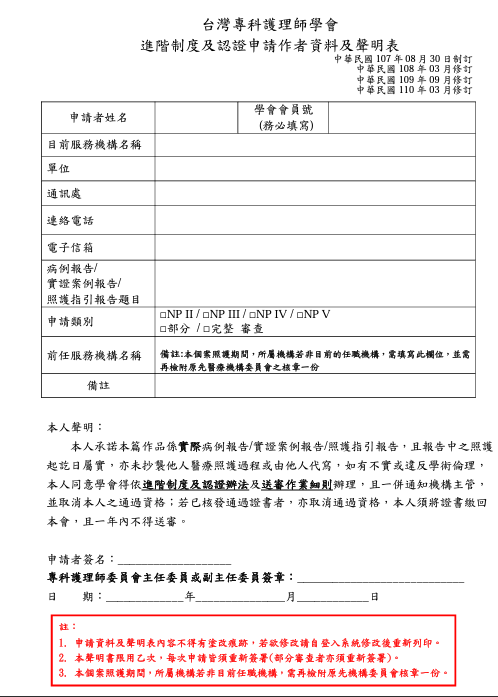 台灣專科護理師學會
進階制度及認證申請作者資料及聲明表
中華民國 107 年 08 月 30 日制訂
中華民國 108 年 03 月修訂
中華民國 109 年 09 月修訂
中華民國 110 年 03 月修訂
申請者姓名
學會會員號
(務必填寫)
目前服務機構名稱
單位
通訊處
連絡電話
電子信箱
病例報告/
實證案例報告/
照護指引報告題目
申請類別
□NP II / □NP III / □NP IV / □NP V
□部分 / □完整 審查
前任服務機構名稱
備註:本個案照護期間，所屬機構若非目前的任職機構，需填寫此欄位，並需
再檢附原先醫療機構委員會之核章一份
備註
本人聲明：
本人承諾本篇作品係實際病例報告/實證案例報告/照護指引報告，且報告中之照護
起訖日屬實，亦未抄襲他人醫療照護過程或由他人代寫，如有不實或違反學術倫理，
本人同意學會得依進階制度及認證辦法及送審作業細則辦理，且一併通知機構主管，
並取消本人之通過資格；若已核發通過證書者，亦取消通過資格，本人須將證書繳回
本會，且一年內不得送審。
申請者簽名：___________________
專科護理師委員會主任委員或副主任委員簽章：____________________________
日 期：_____________年_______________月____________日
註：
1. 申請資料及聲明表內容不得有塗改痕跡，若欲修改請自登入系統修改後重新列印。
2. 本聲明書限用乙次，每次申請皆須重新簽署(部分審查者亦須重新簽署)。
3. 本個案照護期間，所屬機構若非目前任職機構，需再檢附原先機構委員會核章一份。